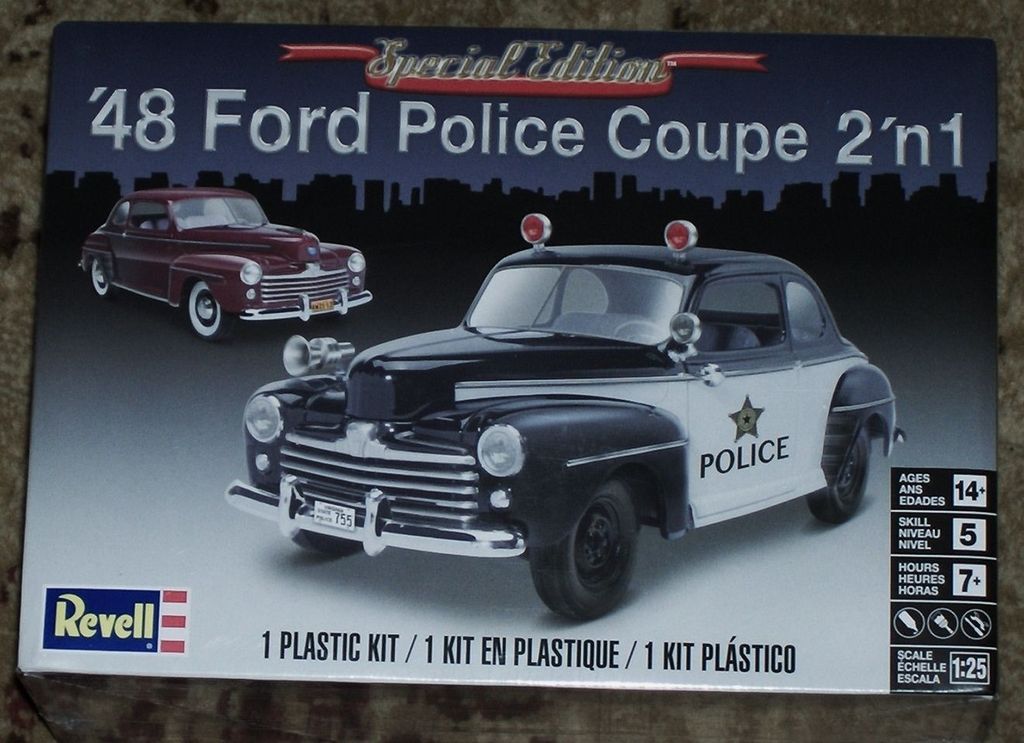 Special Edition™
'48 Ford Police Coupe 2'n1
POLICE
755
AGES
ANS
EDADES
14+
SKILL
NIVEAU
NIVEL
5
HOURS
HEURES
HORAS
7+
SCALE
ÉCHELLE
ESCALA
1:25
Revell
1 PLASTIC KIT / 1 KIT EN PLASTIQUE / 1 KIT PLÁSTICO